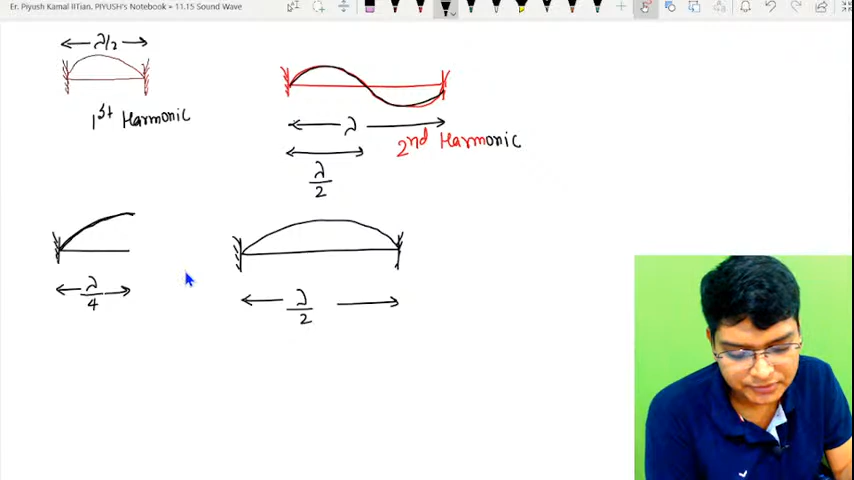 Er. Piyush Kamal IITian. PIYUSH's Notebook » 11.15 Sound Wave
λ/2
1st Harmonic
λ
2nd Harmonic
λ
2
λ
4
λ
2